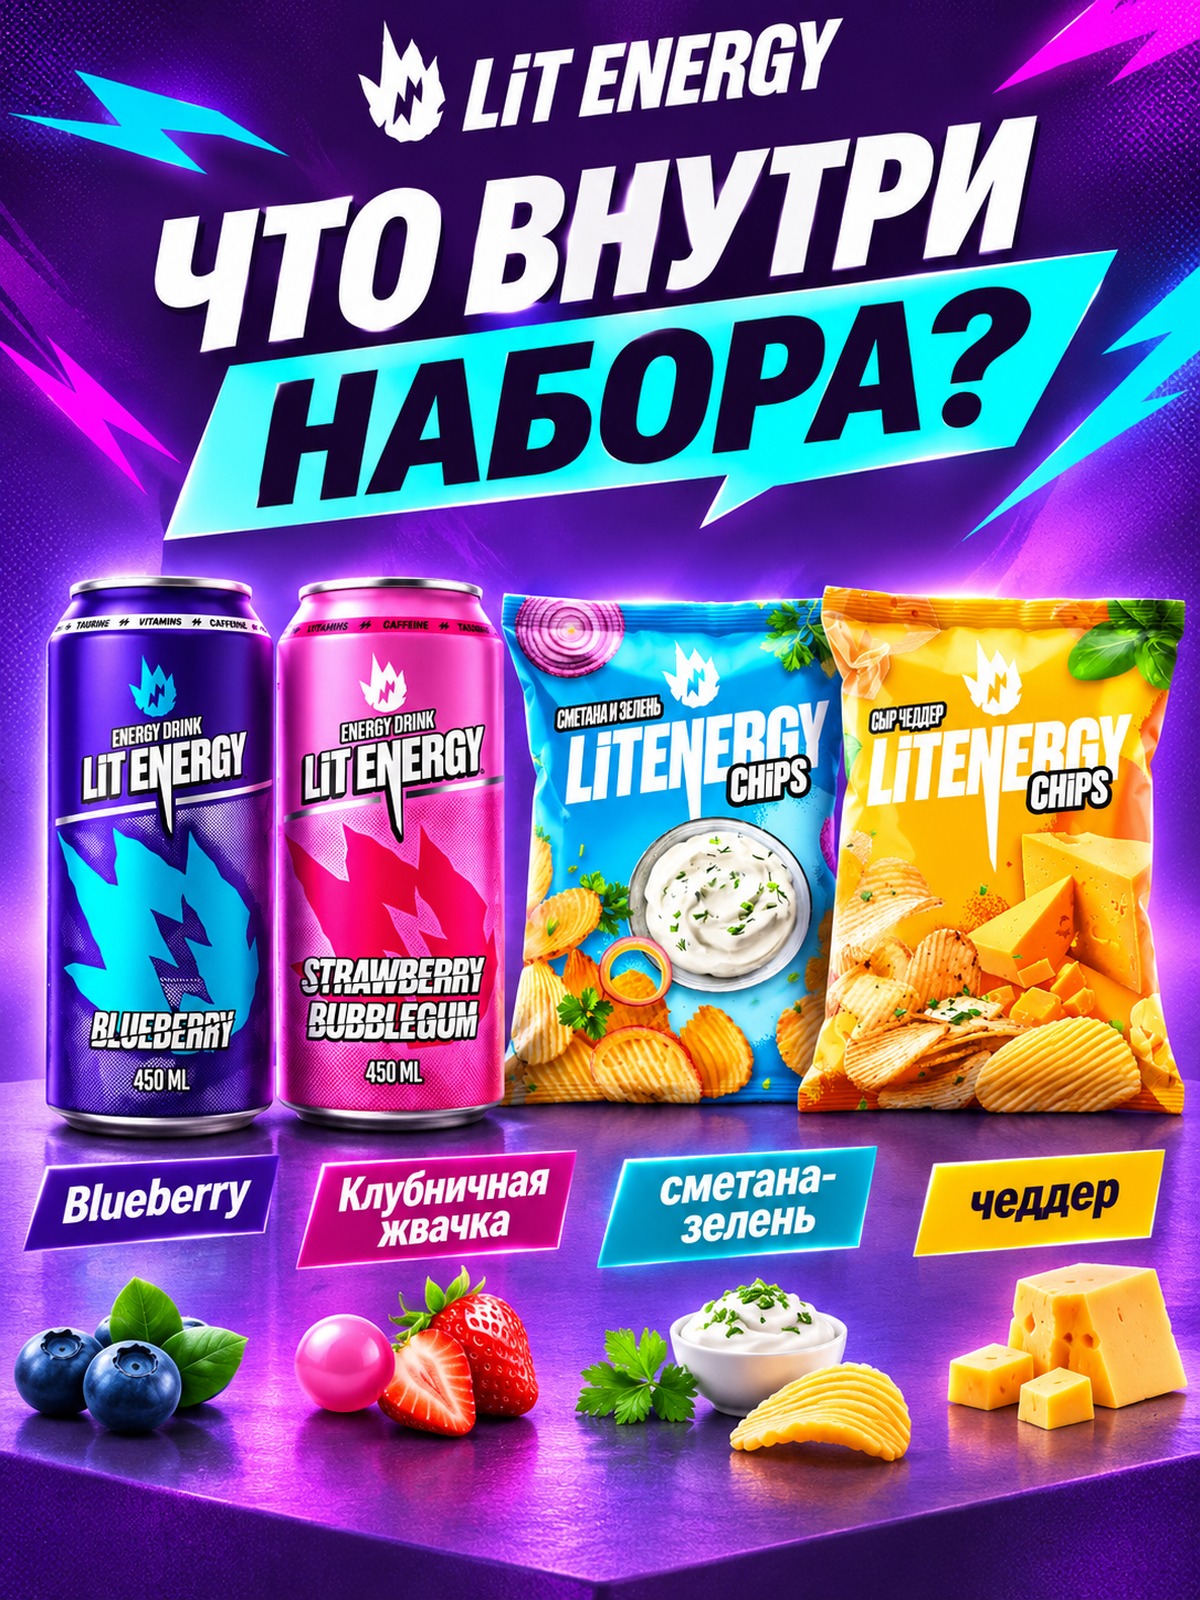 LiT ENERGY
ЧТО ВНУТРИ
НАБОРА?
TAURINE VITAMINS CAFFEINE
ENERGY DRINK
LiT ENERGY
BLUEBERRY
450 ML
VITAMINS CAFFEINE
ENERGY DRINK
LiT ENERGY
STRAWBERRY
BUBBLEGUM
450 ML
СМЕТАНА И ЗЕЛЕНЬ
LiTENERGY
CHiPS
СЫР ЧЕДДЕР
LiTENERGY
CHiPS
Blueberry
Клубничная
жвачка
сметана-
зелень
чеддер